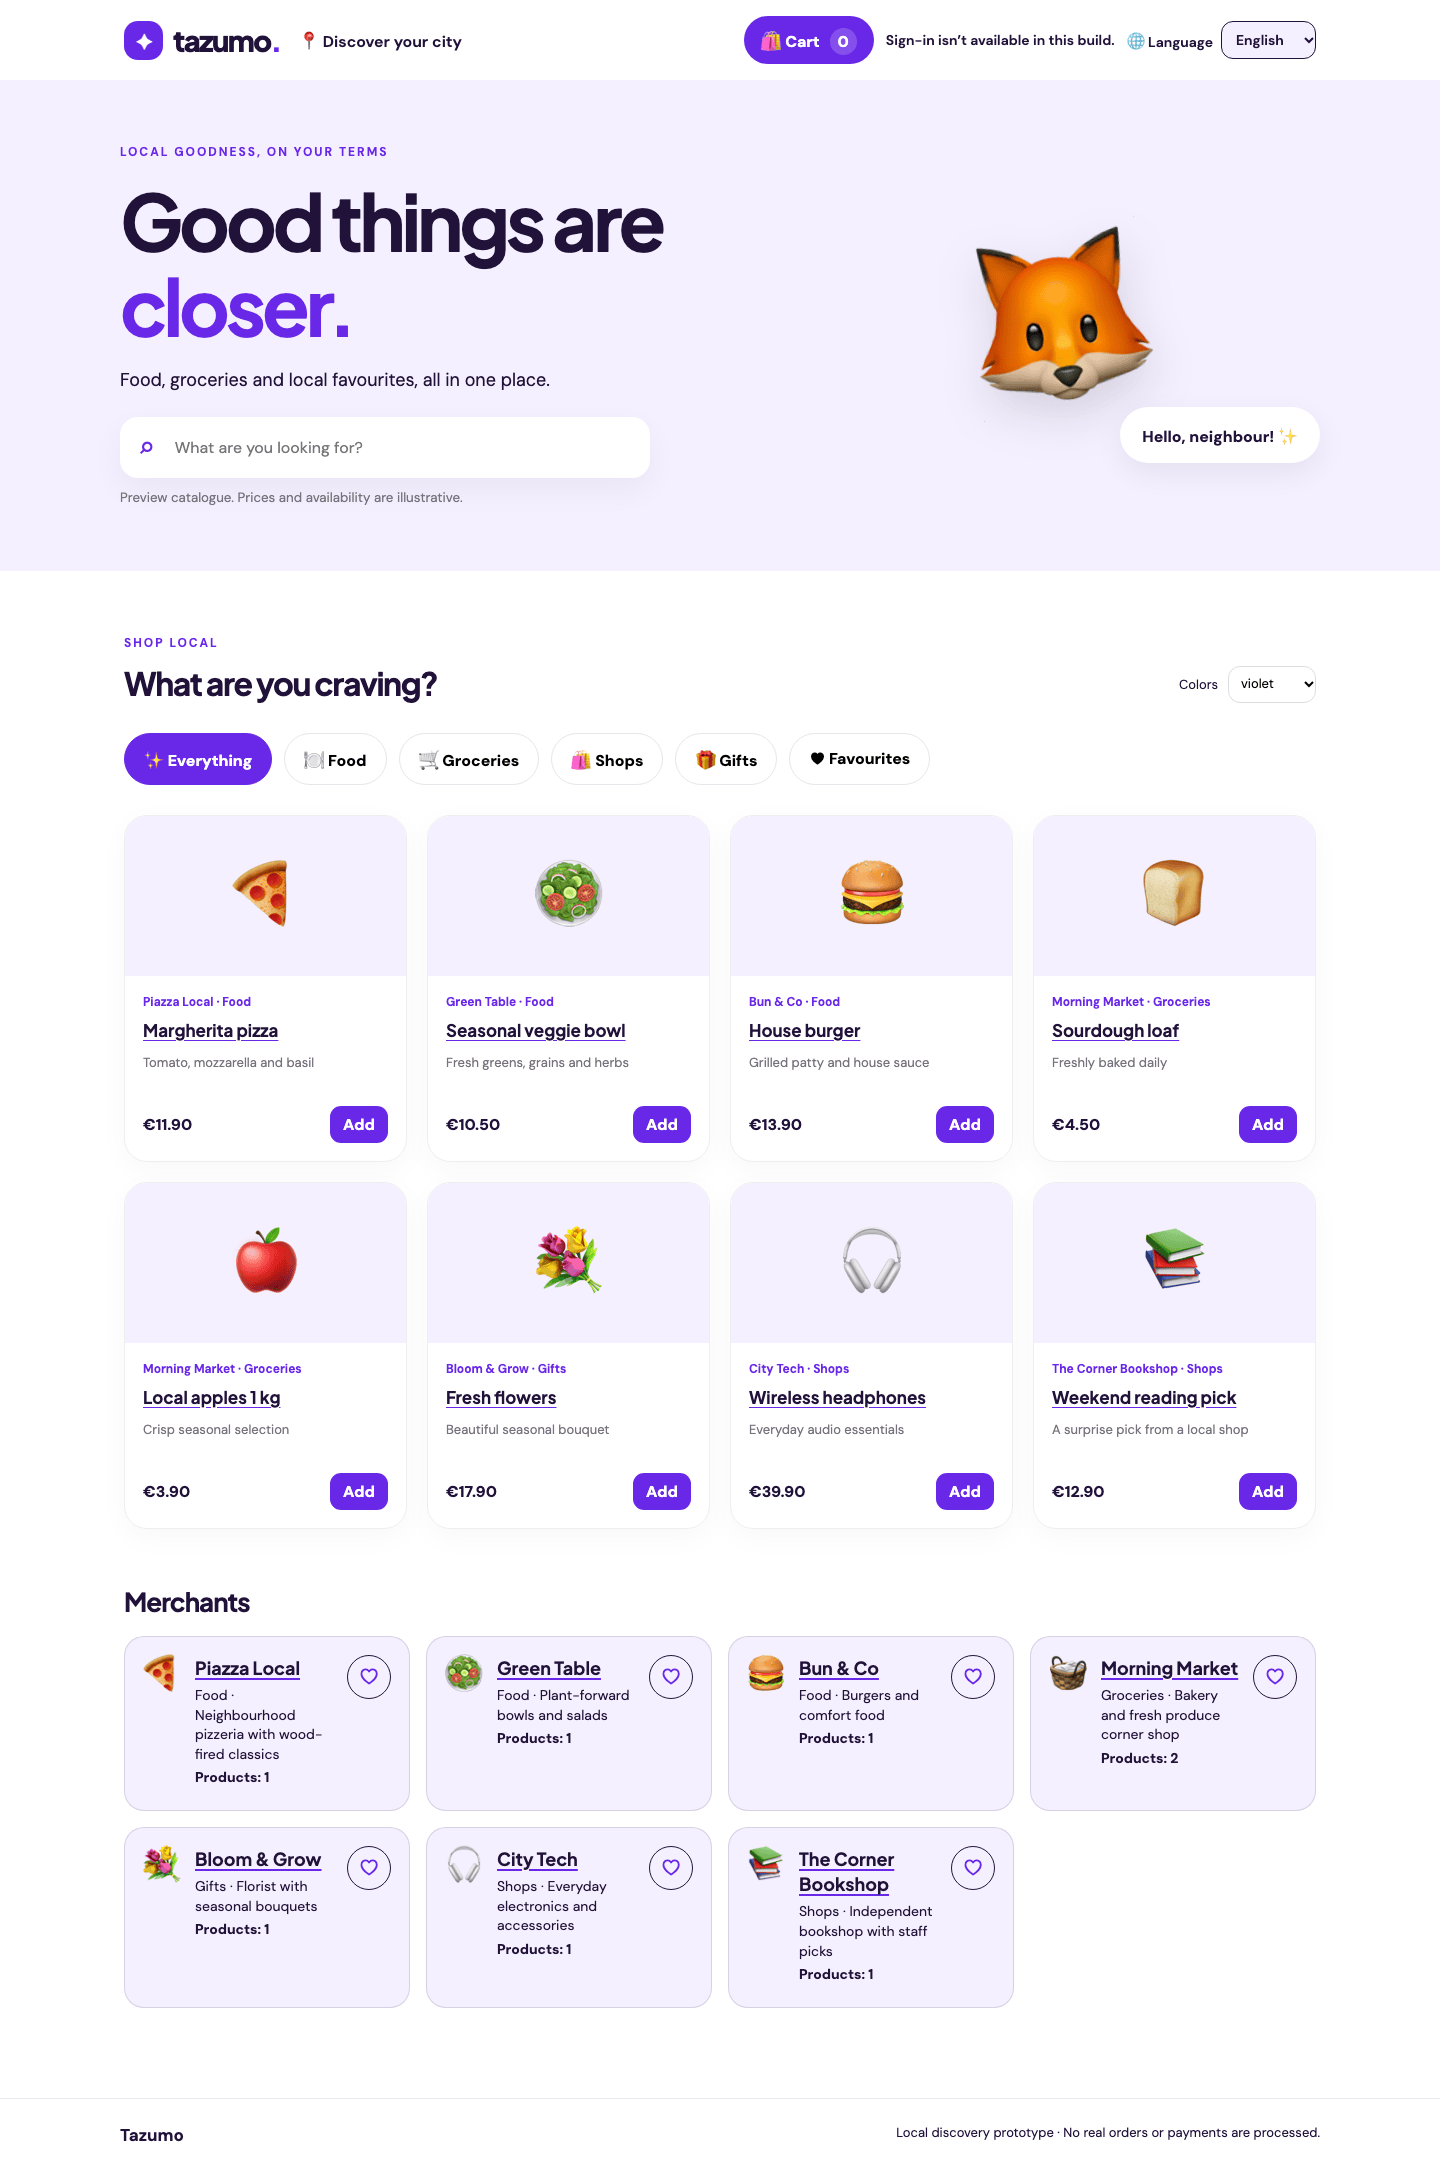 tazumo.
Discover your city
Cart 0
Sign-in isn’t available in this build.
Language
English
LOCAL GOODNESS, ON YOUR TERMS
Good things are
closer.
Food, groceries and local favourites, all in one place.
What are you looking for?
Preview catalogue. Prices and availability are illustrative.
Hello, neighbour! ✨
SHOP LOCAL
What are you craving?
Colors
violet
✨ Everything
🍽️ Food
🛒 Groceries
🛍️ Shops
🎁 Gifts
♥ Favourites
Piazza Local · Food
Margherita pizza
Tomato, mozzarella and basil
€11.90
Add
Green Table · Food
Seasonal veggie bowl
Fresh greens, grains and herbs
€10.50
Add
Bun & Co · Food
House burger
Grilled patty and house sauce
€13.90
Add
Morning Market · Groceries
Sourdough loaf
Freshly baked daily
€4.50
Add
Morning Market · Groceries
Local apples 1 kg
Crisp seasonal selection
€3.90
Add
Bloom & Grow · Gifts
Fresh flowers
Beautiful seasonal bouquet
€17.90
Add
City Tech · Shops
Wireless headphones
Everyday audio essentials
€39.90
Add
The Corner Bookshop · Shops
Weekend reading pick
A surprise pick from a local shop
€12.90
Add
Merchants
Piazza Local
Food ·
Neighbourhood
pizzeria with wood-
fired classics
Products: 1
Green Table
Food · Plant-forward
bowls and salads
Products: 1
Bun & Co
Food · Burgers and
comfort food
Products: 1
Morning Market
Groceries · Bakery
and fresh produce
corner shop
Products: 2
Bloom & Grow
Gifts · Florist with
seasonal bouquets
Products: 1
City Tech
Shops · Everyday
electronics and
accessories
Products: 1
The Corner
Bookshop
Shops · Independent
bookshop with staff
picks
Products: 1
Tazumo
Local discovery prototype · No real orders or payments are processed.